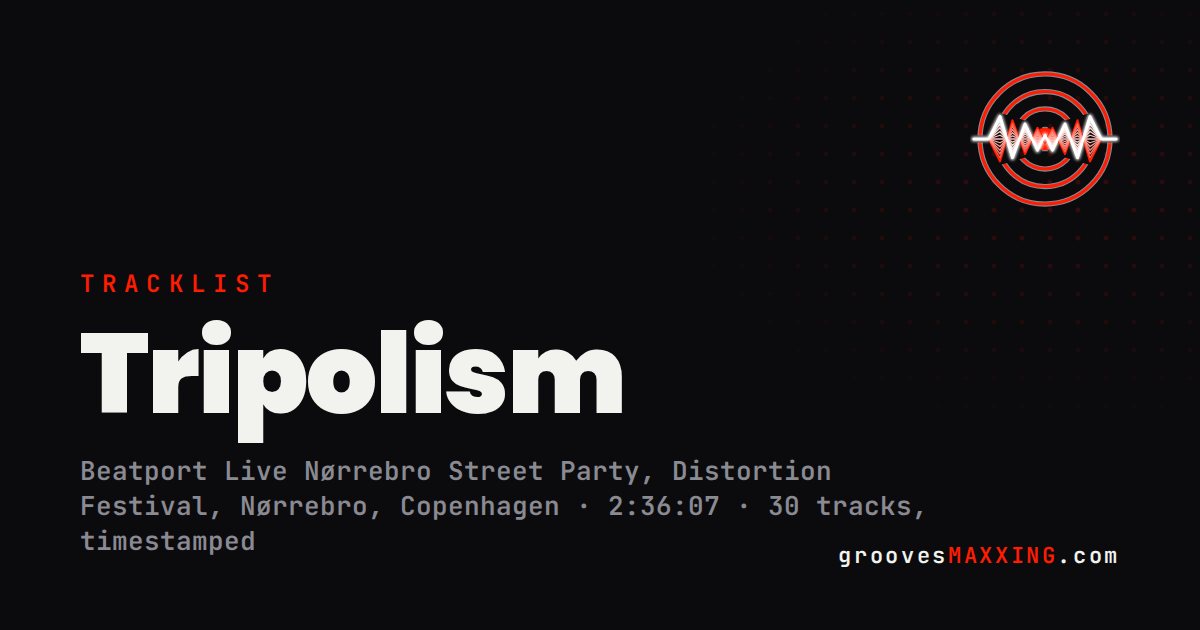 TRACKLIST
Tripolism
Beatport Live Nørrebro Street Party, Distortion
Festival, Nørrebro, Copenhagen · 2:36:07 · 30 tracks,
timestamped
groovesMAXXING.com